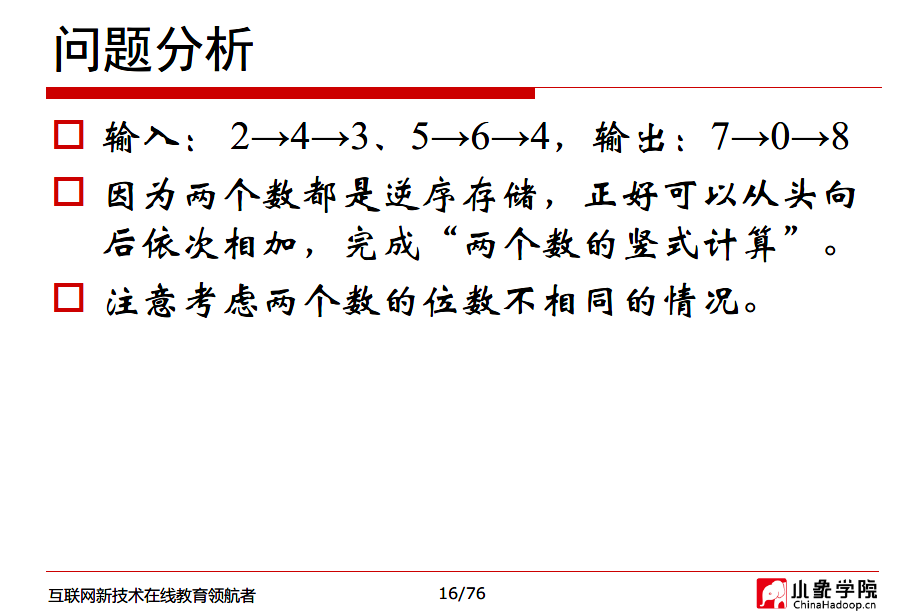 问题分析
输入：2→4→3、5→6→4，输出：7→0→8
因为两个数都是逆序存储，正好可以从头向
后依次相加，完成“两个数的竖式计算”。
注意考虑两个数的位数不相同的情况。
互联网新技术在线教育领航者
16/76
小象学院
ChinaHadoop.cn